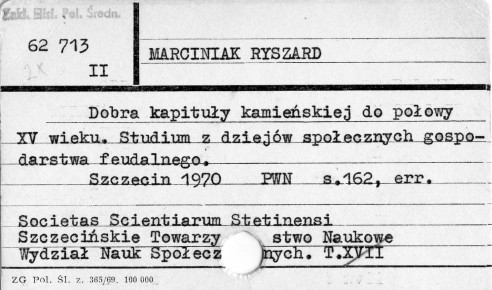 Zakł. Hist. Pol. Średn.
62 713
2x
II
MARCINIAK RYSZARD
Dobra kapituły kamieńskiej do połowy
XV wieku. Studium z dziejów społecznych gospo-
darstwa feudalnego.
Szczecin 1970 PWN s.162, err.
Societas Scientiarum Stetinensi
Szczecińskie Towarzy stwo Naukowe
Wydział Nauk Społecz nych. T.XVII
ZG Pol. Śl. z. 365/69. 100 000